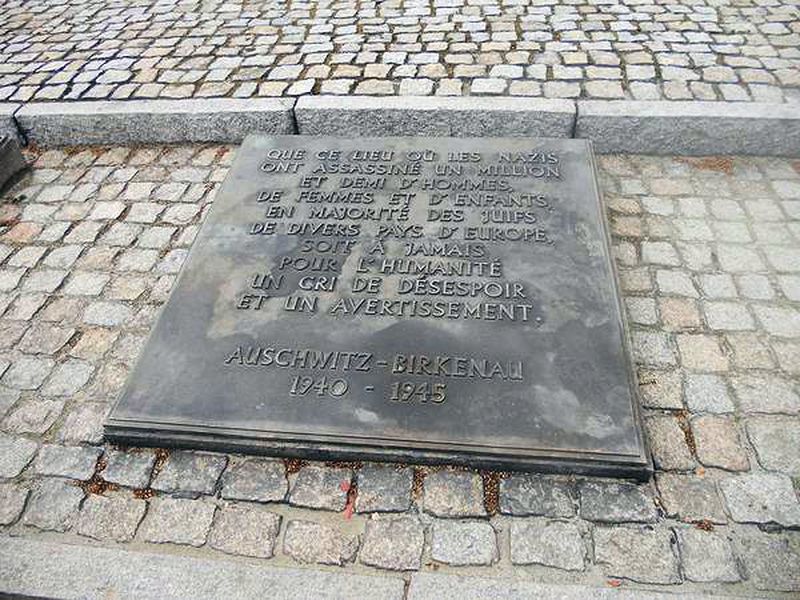 QUE CE LIEU OÙ LES NAZIS
ONT ASSASSINÉ UN MILLION
ET DEMI D'HOMMES,
DE FEMMES ET D'ENFANTS,
EN MAJORITÉ DES JUIFS
DE DIVERS PAYS D'EUROPE,
SOIT À JAMAIS
POUR L'HUMANITÉ
UN CRI DE DÉSESPOIR
ET UN AVERTISSEMENT.
AUSCHWITZ-BIRKENAU
1940 - 1945